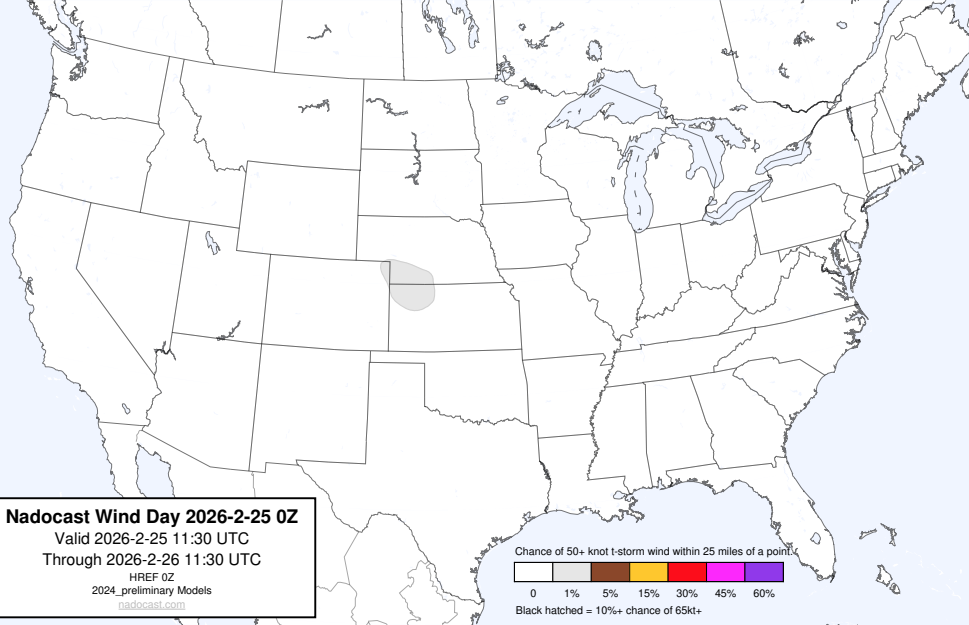 Nadocast Wind Day 2026-2-25 0Z
Valid 2026-2-25 11:30 UTC
Through 2026-2-26 11:30 UTC
HREF 0Z
2024_preliminary Models
nadocast.com
Chance of 50+ knot t-storm wind within 25 miles of a point.
0 1% 5% 15% 30% 45% 60%
Black hatched = 10%+ chance of 65kt+